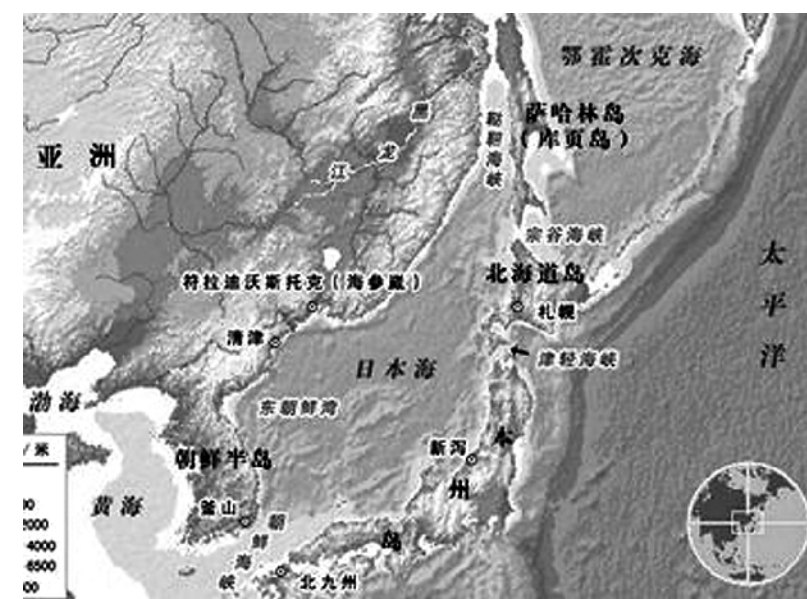 鄂霍次克海
黑
龙
江
鞑靼海峡
萨哈林岛
(库页岛)
亚洲
宗谷海峡
太平洋
符拉迪沃斯托克(海参崴)
北海道岛
札幌
清津
日本海
津轻海峡
渤海
东朝鲜湾
/米
朝鲜半岛
新泻
本
州
岛
黄海
釜山
朝鲜海峡
北九州
2000
4000
6500